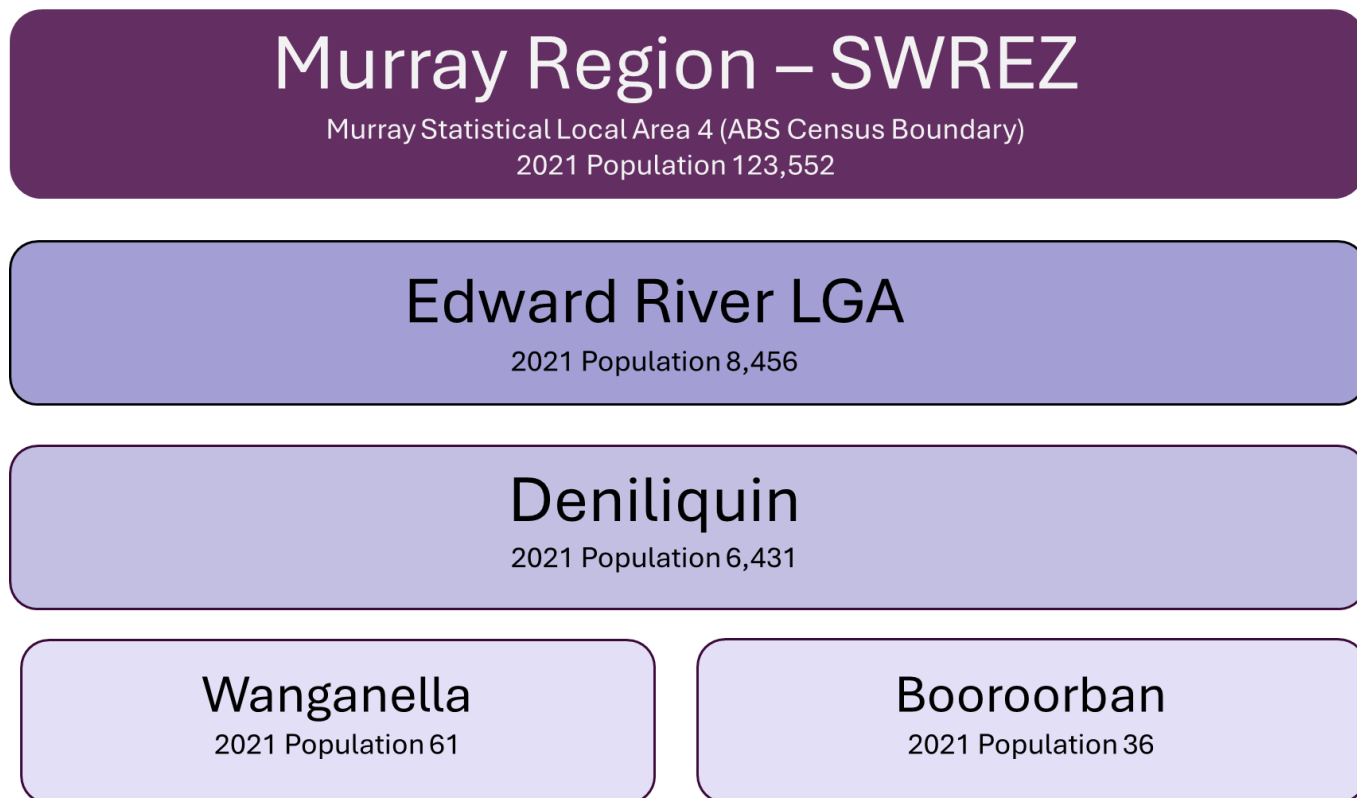 Murray Region – SWREZ
Murray Statistical Local Area 4 (ABS Census Boundary)
2021 Population 123,552
Edward River LGA
2021 Population 8,456
Deniliquin
2021 Population 6,431
Wanganella
2021 Population 61
Booroorban
2021 Population 36